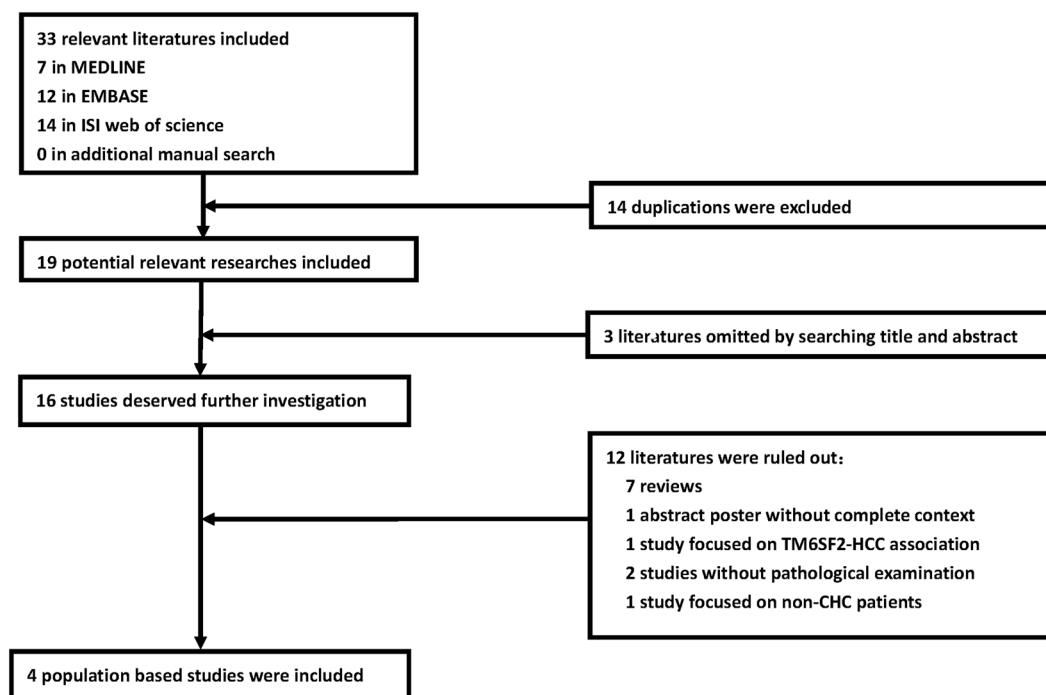 33 relevant literatures included
7 in MEDLINE
12 in EMBASE
14 in ISI web of science
0 in additional manual search
14 duplications were excluded
19 potential relevant researches included
3 literatures omitted by searching title and abstract
16 studies deserved further investigation
12 literatures were ruled out：
7 reviews
1 abstract poster without complete context
1 study focused on TM6SF2-HCC association
2 studies without pathological examination
1 study focused on non-CHC patients
4 population based studies were included